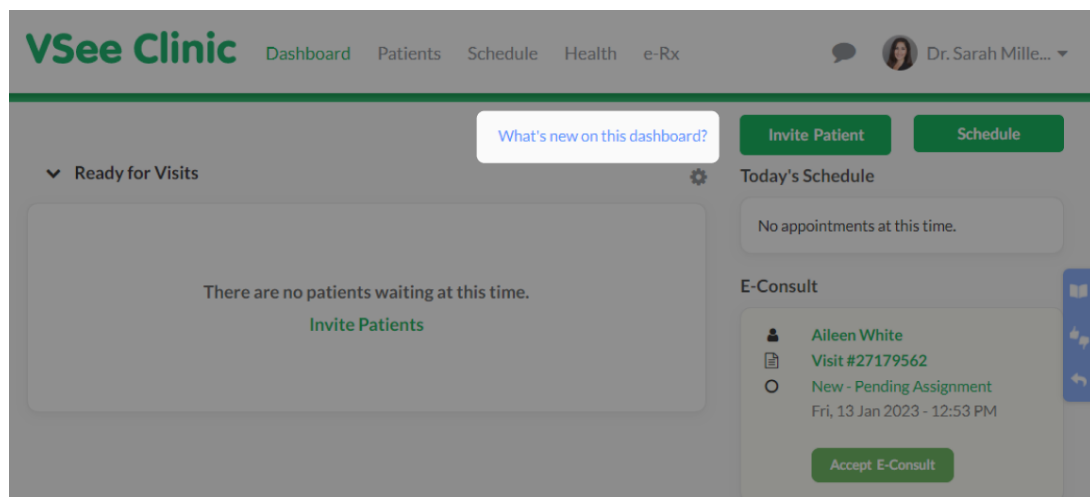 VSee Clinic
Dashboard
Patients
Schedule
Health
e-Rx
Dr. Sarah Mille...
What's new on this dashboard?
Invite Patient
Schedule
Ready for Visits
Today's Schedule
No appointments at this time.
There are no patients waiting at this time.
Invite Patients
E-Consult
Aileen White
Visit #27179562
New - Pending Assignment
Fri, 13 Jan 2023 - 12:53 PM
Accept E-Consult